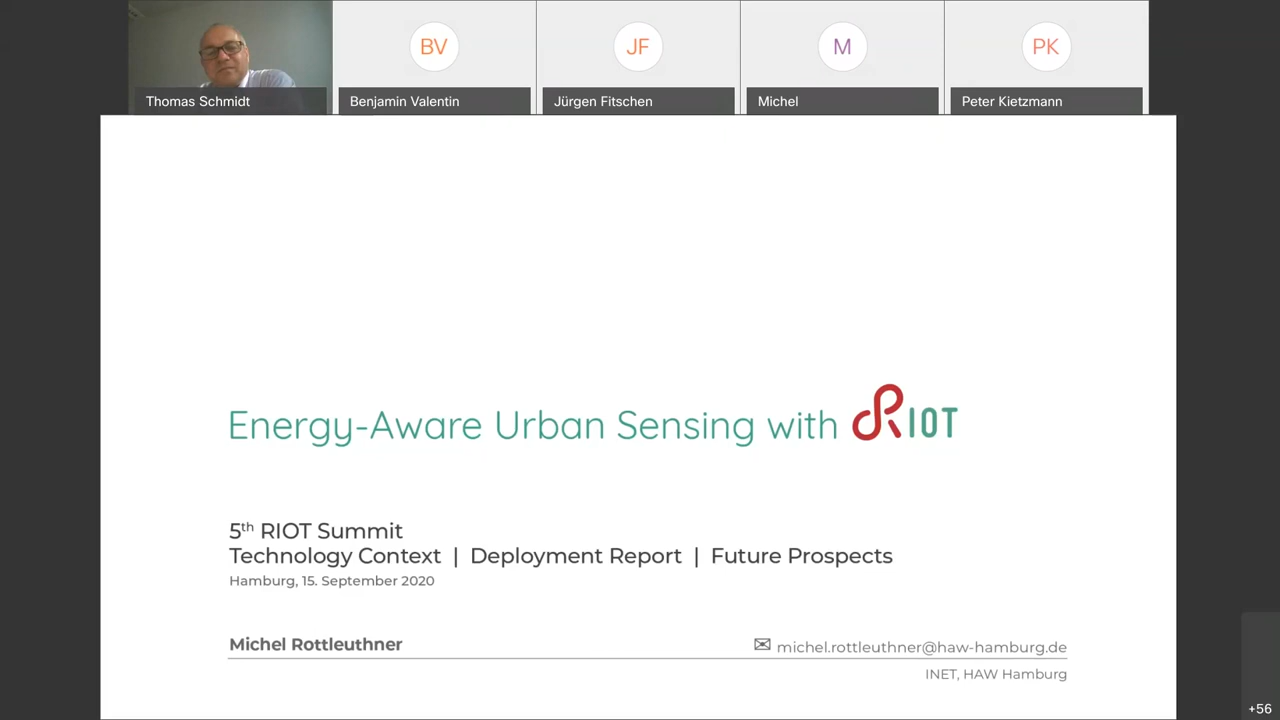 BV
JF
M
PK
Thomas Schmidt
Benjamin Valentin
Jürgen Fitschen
Michel
Peter Kietzmann
Energy-Aware Urban Sensing with RIOT
5th RIOT Summit
Technology Context | Deployment Report | Future Prospects
Hamburg, 15. September 2020
Michel Rottleuthner
✉ michel.rottleuthner@haw-hamburg.de
INET, HAW Hamburg
+56